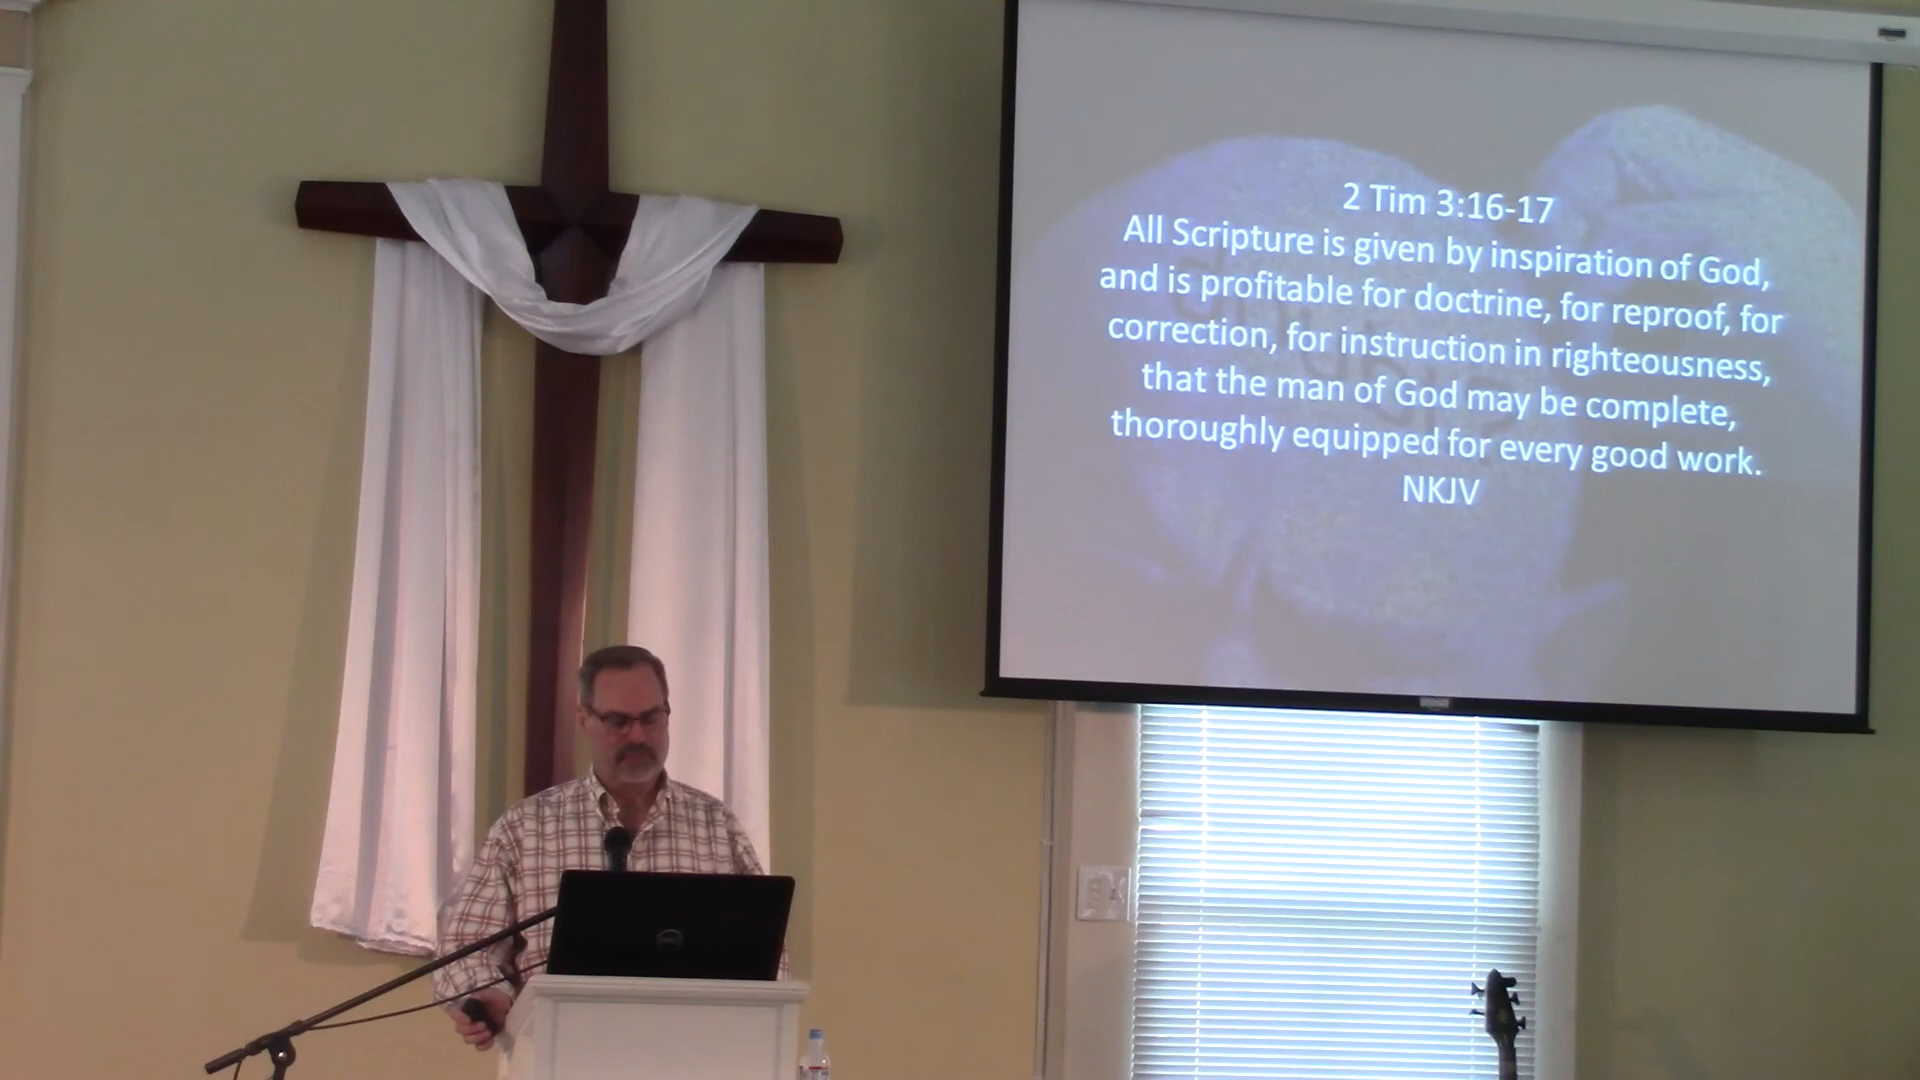 2 Tim 3:16-17
All Scripture is given by inspiration of God,
and is profitable for doctrine, for reproof, for
correction, for instruction in righteousness,
that the man of God may be complete,
thoroughly equipped for every good work.
NKJV
DELL